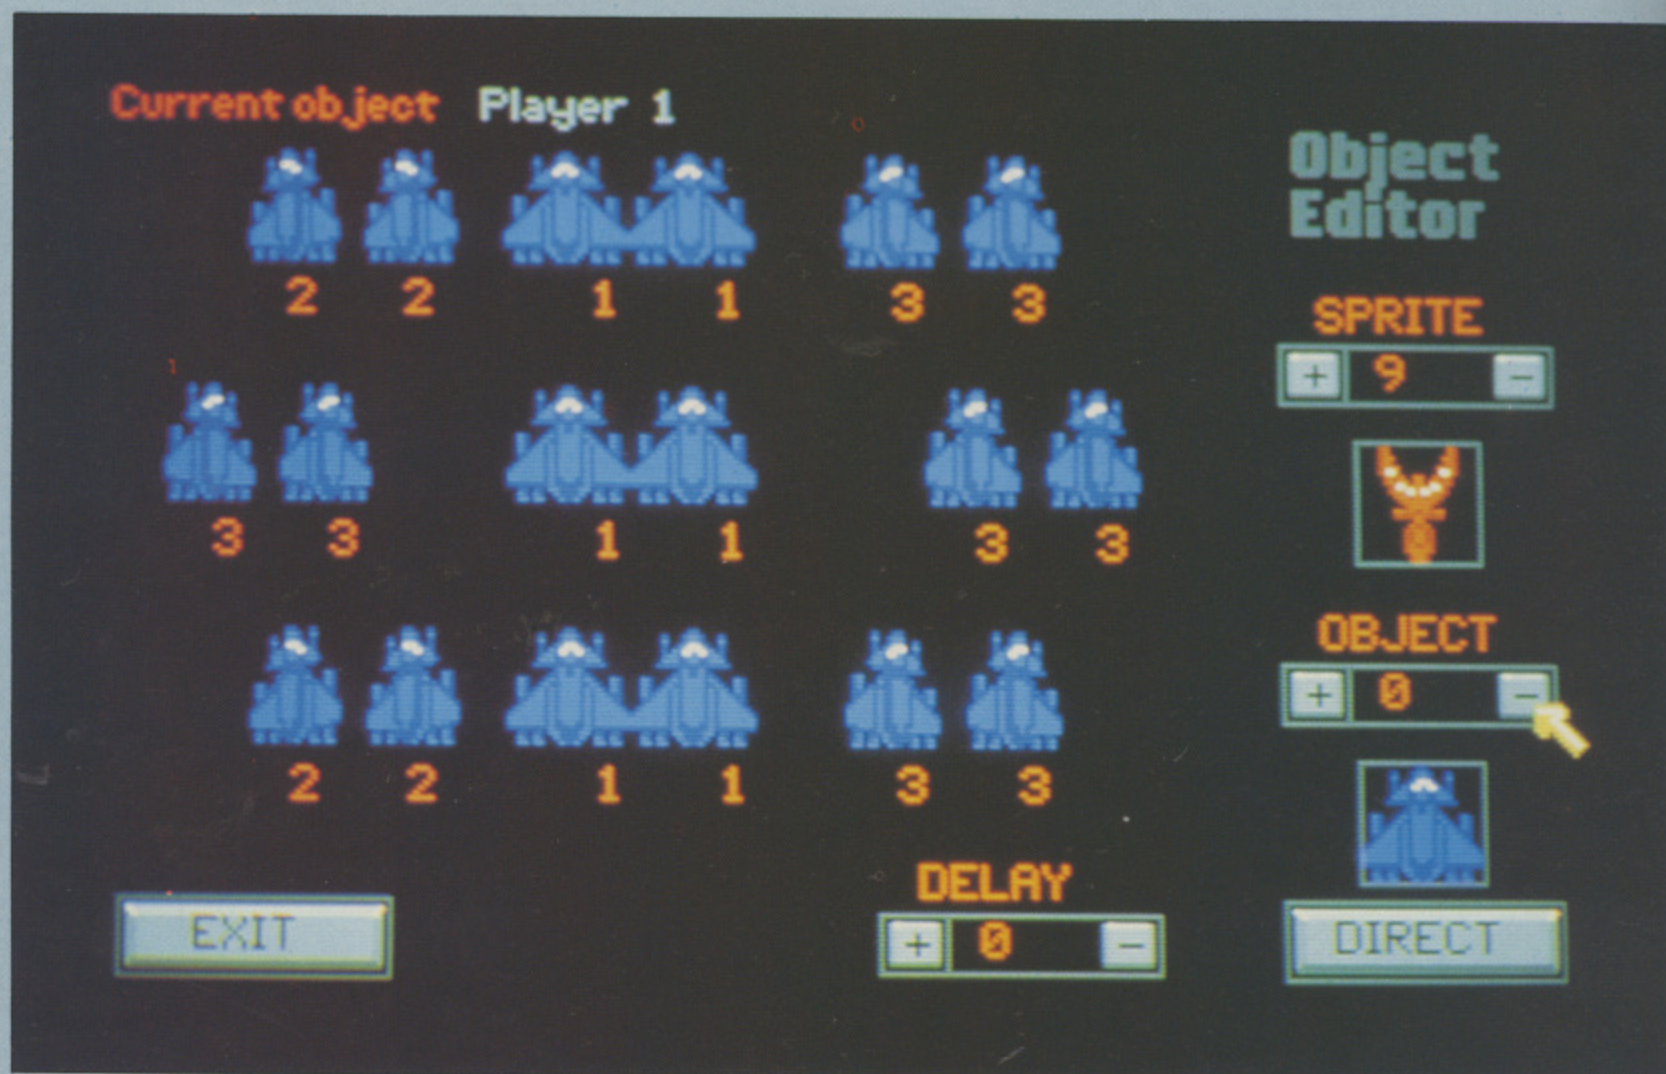 Current object Player 1
Object
Editor
2 2 1 1 3 3
SPRITE
+ 9 −
3 3 1 1 3 3
OBJECT
+ 0 −
2 2 1 1 3 3
DELAY
+ 0 −
EXIT
DIRECT